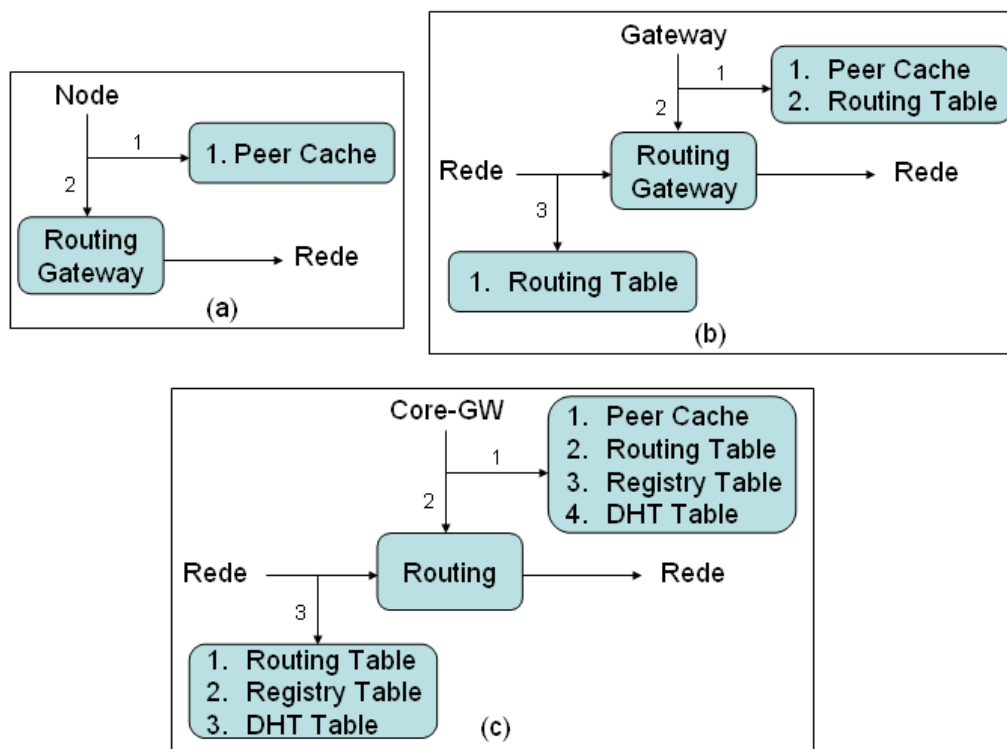 Node
1
1. Peer Cache
2
Routing
Gateway
Rede
(a)
Gateway
1
1. Peer Cache
2. Routing Table
2
Rede
Routing
Gateway
Rede
3
1. Routing Table
(b)
Core-GW
1
1. Peer Cache
2. Routing Table
3. Registry Table
4. DHT Table
2
Rede
Routing
Rede
3
1. Routing Table
2. Registry Table
3. DHT Table
(c)